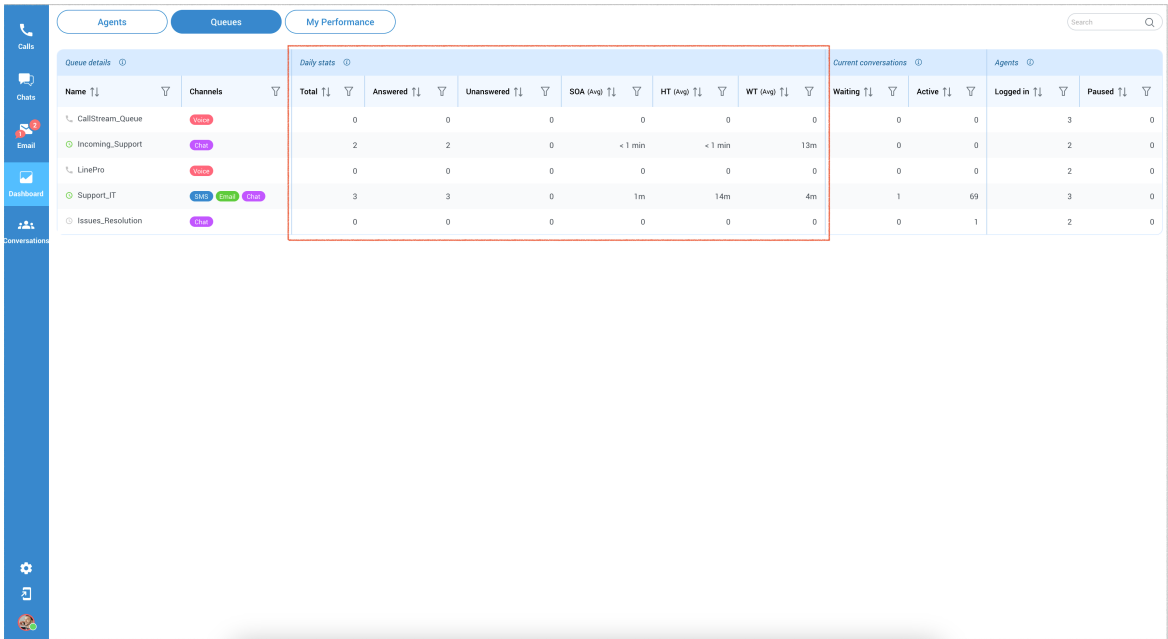 Agents Queues My Performance Search
Calls
Chats
1 2
Email
Dashboard
Conversations
Queue details Daily stats Current conversations Agents
Name Channels Total Answered Unanswered SOA (Avg) HT (Avg) WT (Avg) Waiting Active Logged in Paused
CallStream_Queue Voice 0 0 0 0 0 0 0 0 3 0
Incoming_Support Chat 2 2 0 < 1 min < 1 min 13m 0 0 2 0
LinePro Voice 0 0 0 0 0 0 0 0 2 0
Support_IT SMS Email Chat 3 3 0 1m 14m 4m 1 69 3 0
Issues_Resolution Chat 0 0 0 0 0 0 0 1 2 0